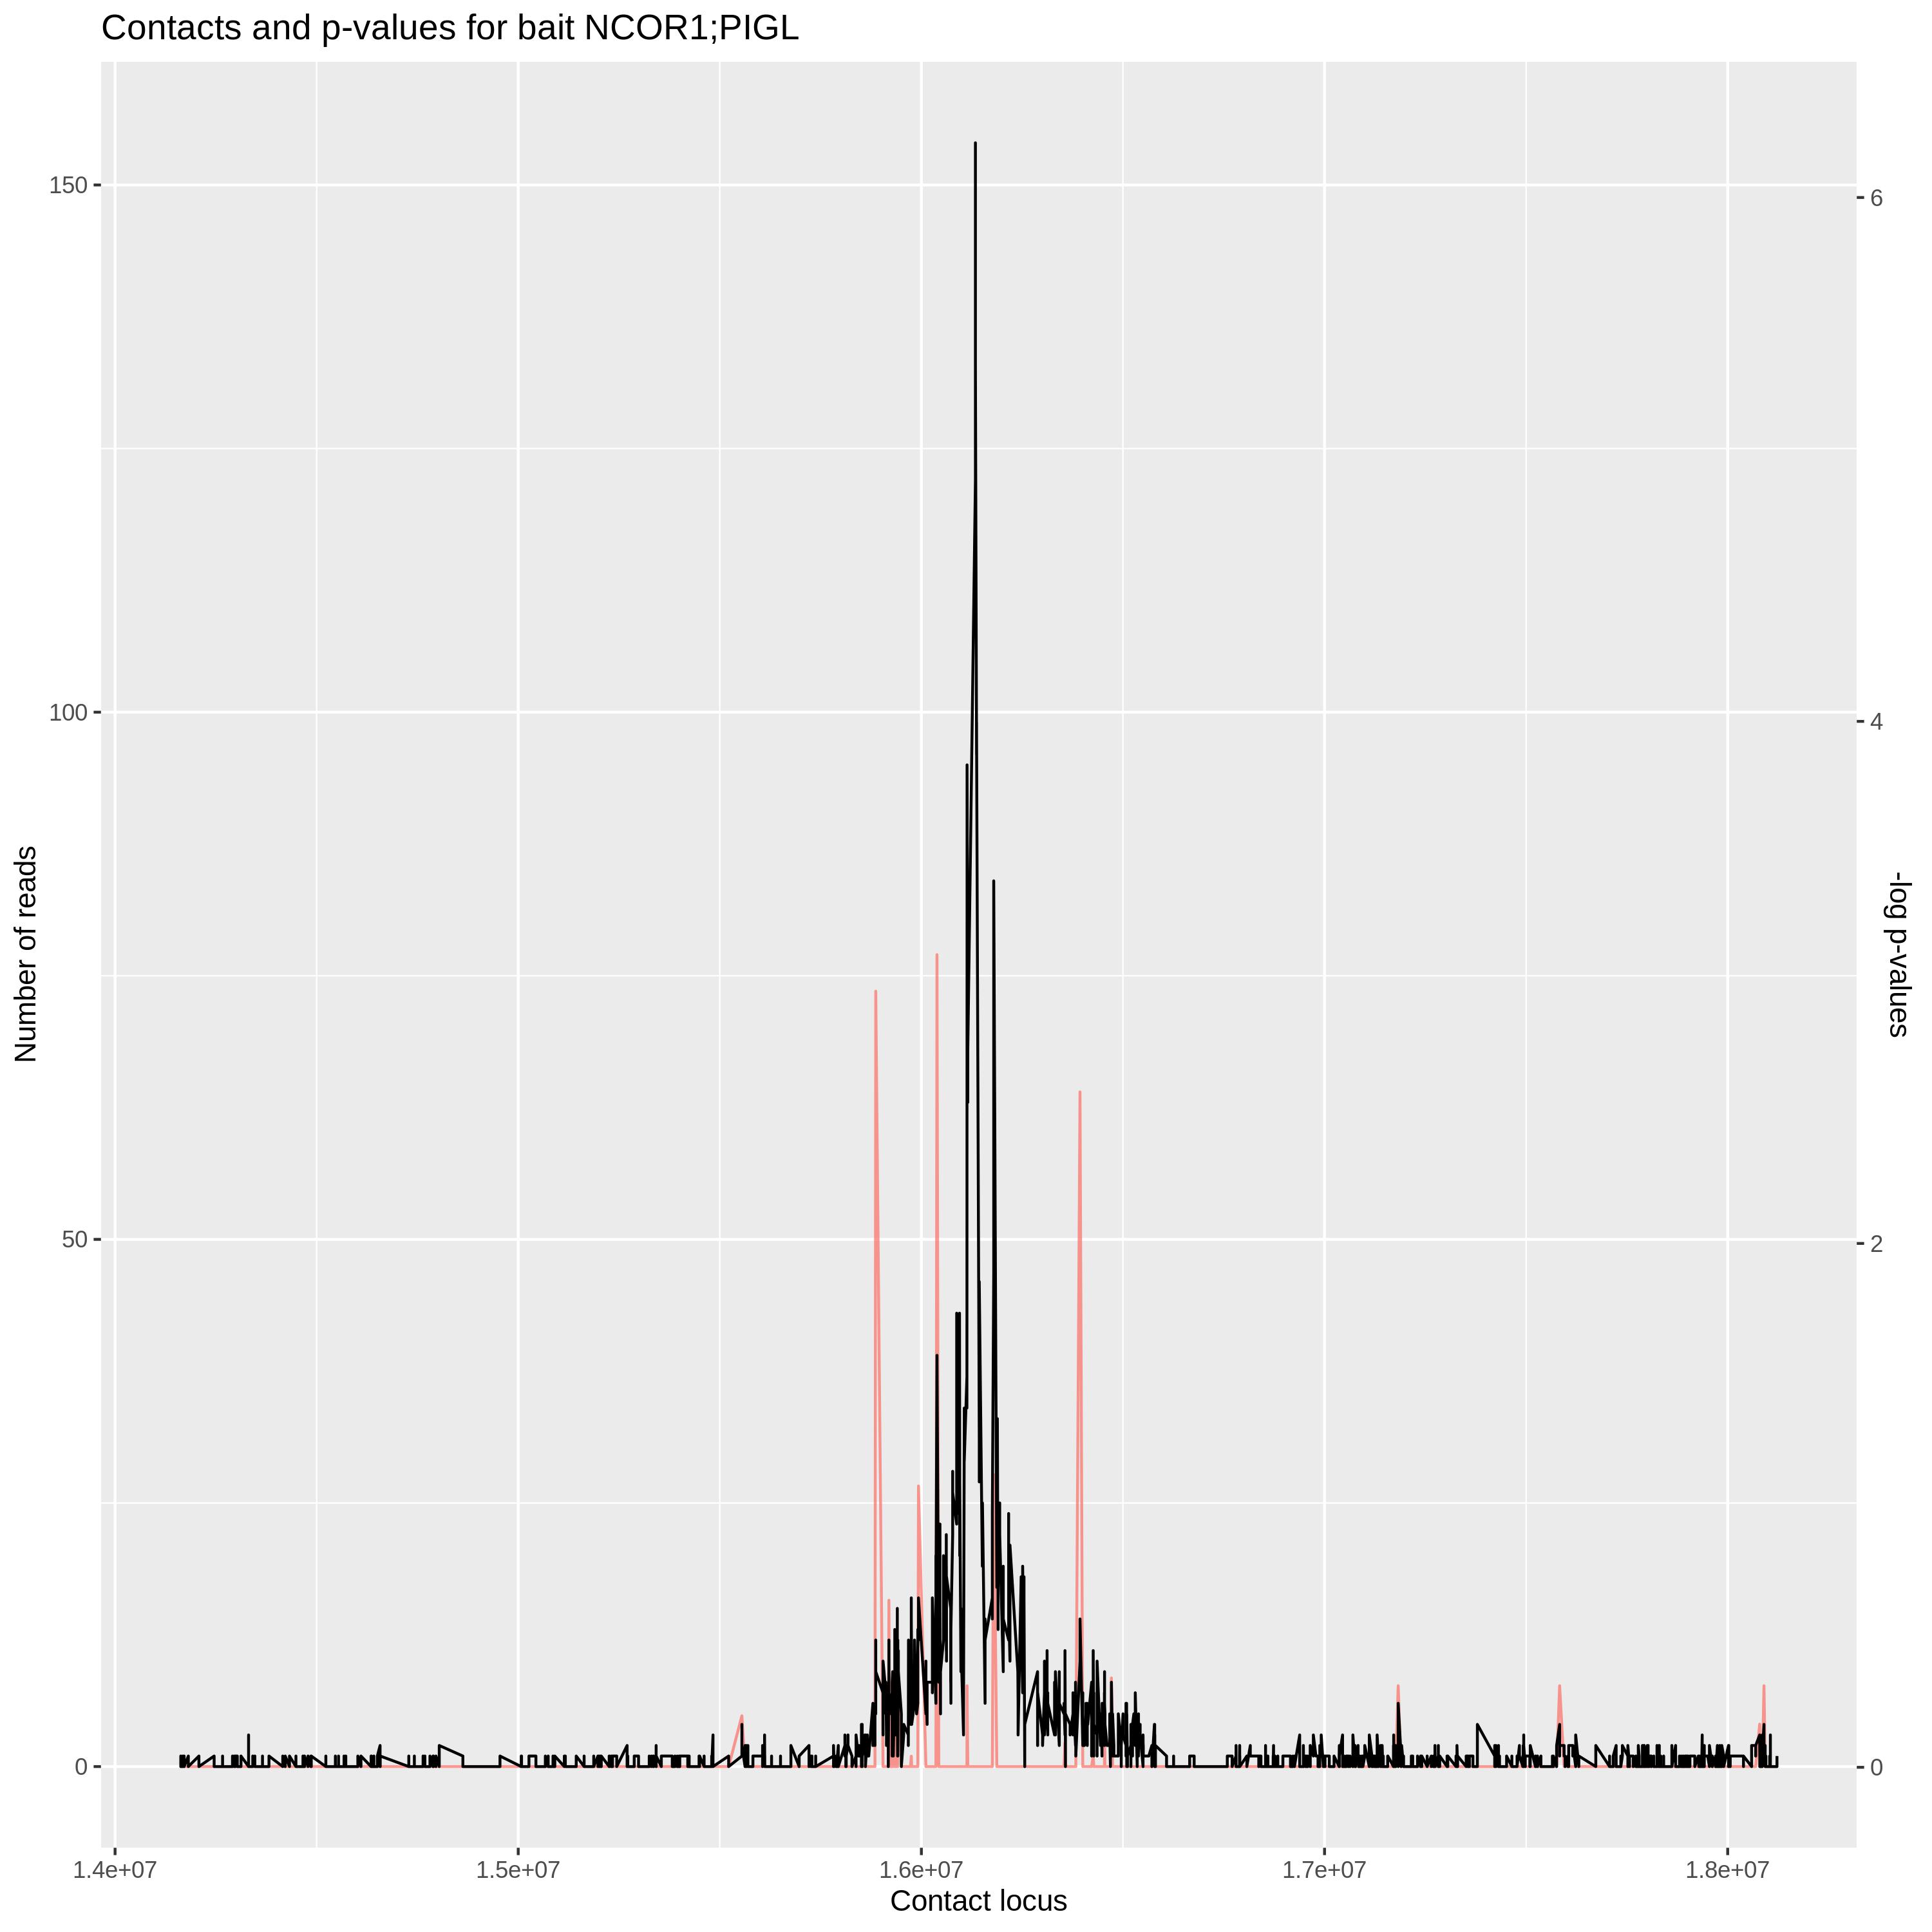 Contacts and p-values for bait NCOR1;PIGL
150
100
50
0
Number of reads
6
4
2
0
-log p-values
1.4e+07 1.5e+07 1.6e+07 1.7e+07 1.8e+07
Contact locus